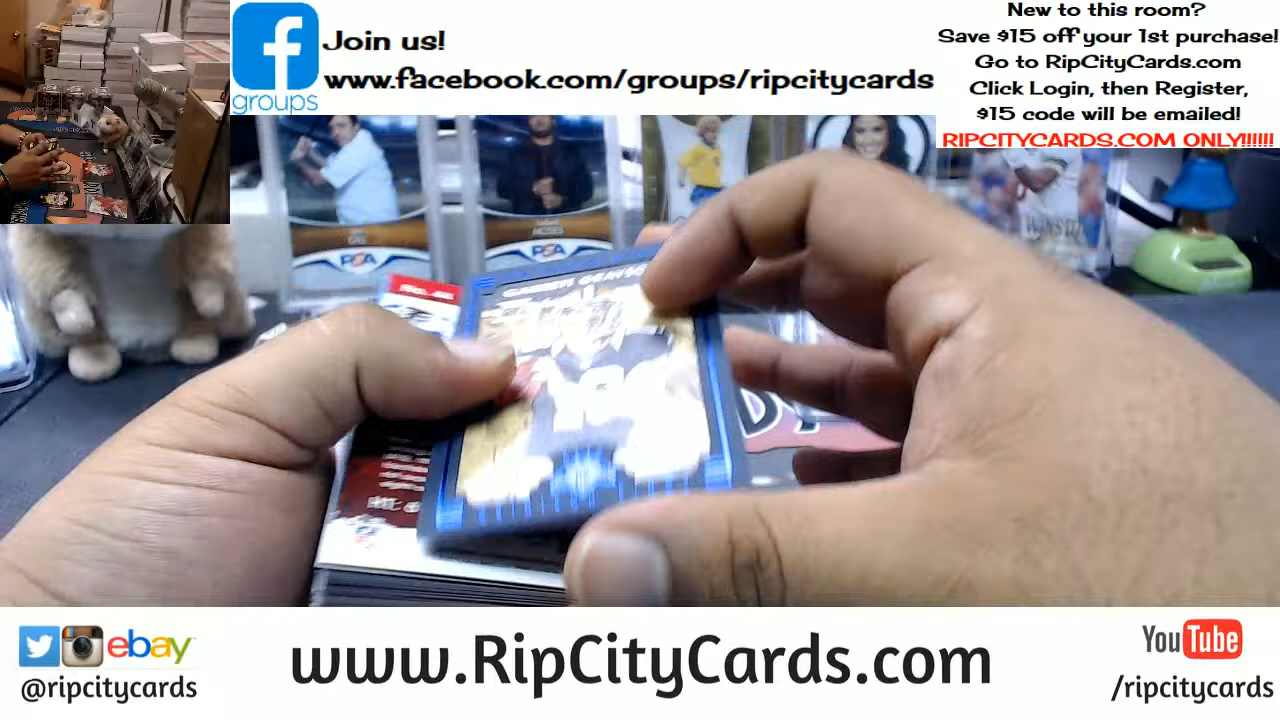 Join us!
www.facebook.com/groups/ripcitycards
groups
New to this room?
Save $15 off your 1st purchase!
Go to RipCityCards.com
Click Login, then Register,
$15 code will be emailed!
RIPCITYCARDS.COM ONLY!!!!!!
PSA
PSA
ebay
@ripcitycards
www.RipCityCards.com
YouTube
/ripcitycards